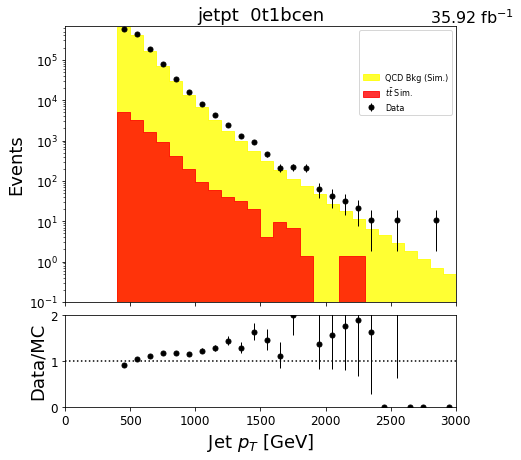 jetpt 0t1bcen
35.92 fb⁻¹
Events
10⁵
10⁴
10³
10²
10¹
10⁰
10⁻¹
QCD Bkg (Sim.)
tt̄ Sim.
Data
Data/MC
2
1
0
0
500
1000
1500
2000
2500
3000
Jet p_T [GeV]